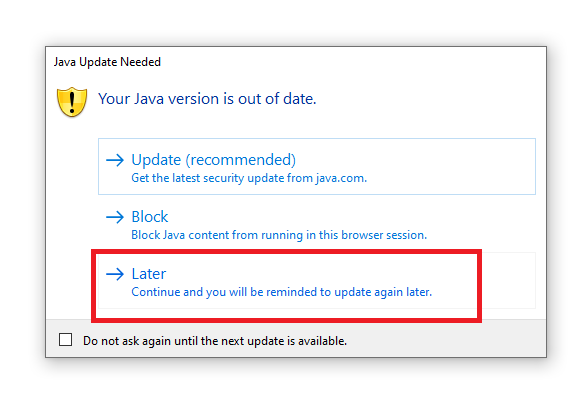 Java Update Needed
Your Java version is out of date.
Update (recommended)
Get the latest security update from java.com.
Block
Block Java content from running in this browser session.
Later
Continue and you will be reminded to update again later.
Do not ask again until the next update is available.